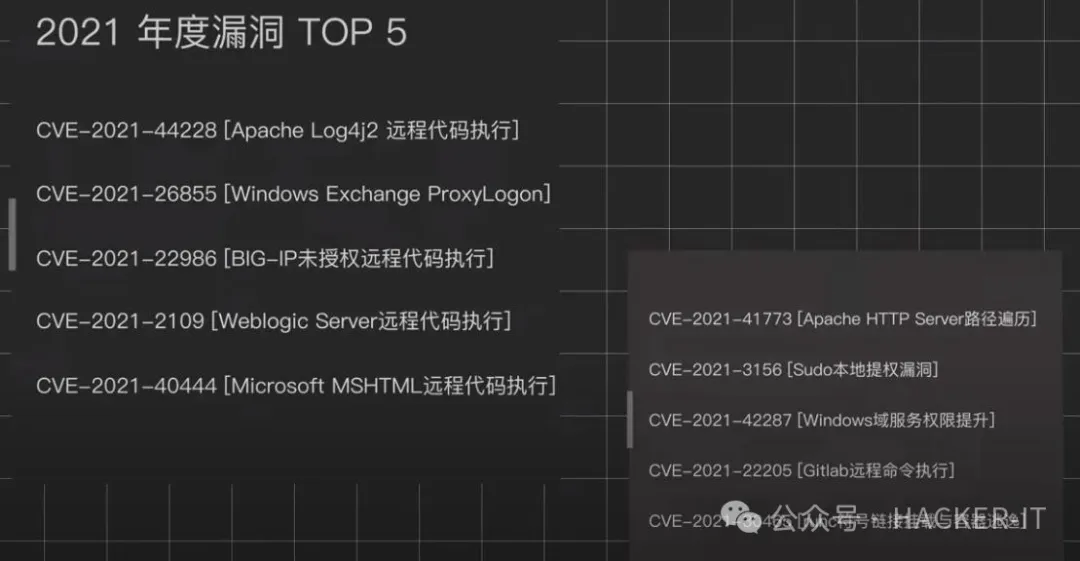 2021 年度漏洞 TOP 5
CVE-2021-44228 [Apache Log4j2 远程代码执行]
CVE-2021-26855 [Windows Exchange ProxyLogon]
CVE-2021-22986 [BIG-IP未授权远程代码执行]
CVE-2021-2109 [Weblogic Server远程代码执行]
CVE-2021-40444 [Microsoft MSHTML远程代码执行]
CVE-2021-41773 [Apache HTTP Server路径遍历]
CVE-2021-3156 [Sudo本地提权漏洞]
CVE-2021-42287 [Windows域服务权限提升]
CVE-2021-22205 [Gitlab远程命令执行]
公众号 · HACKER-IT